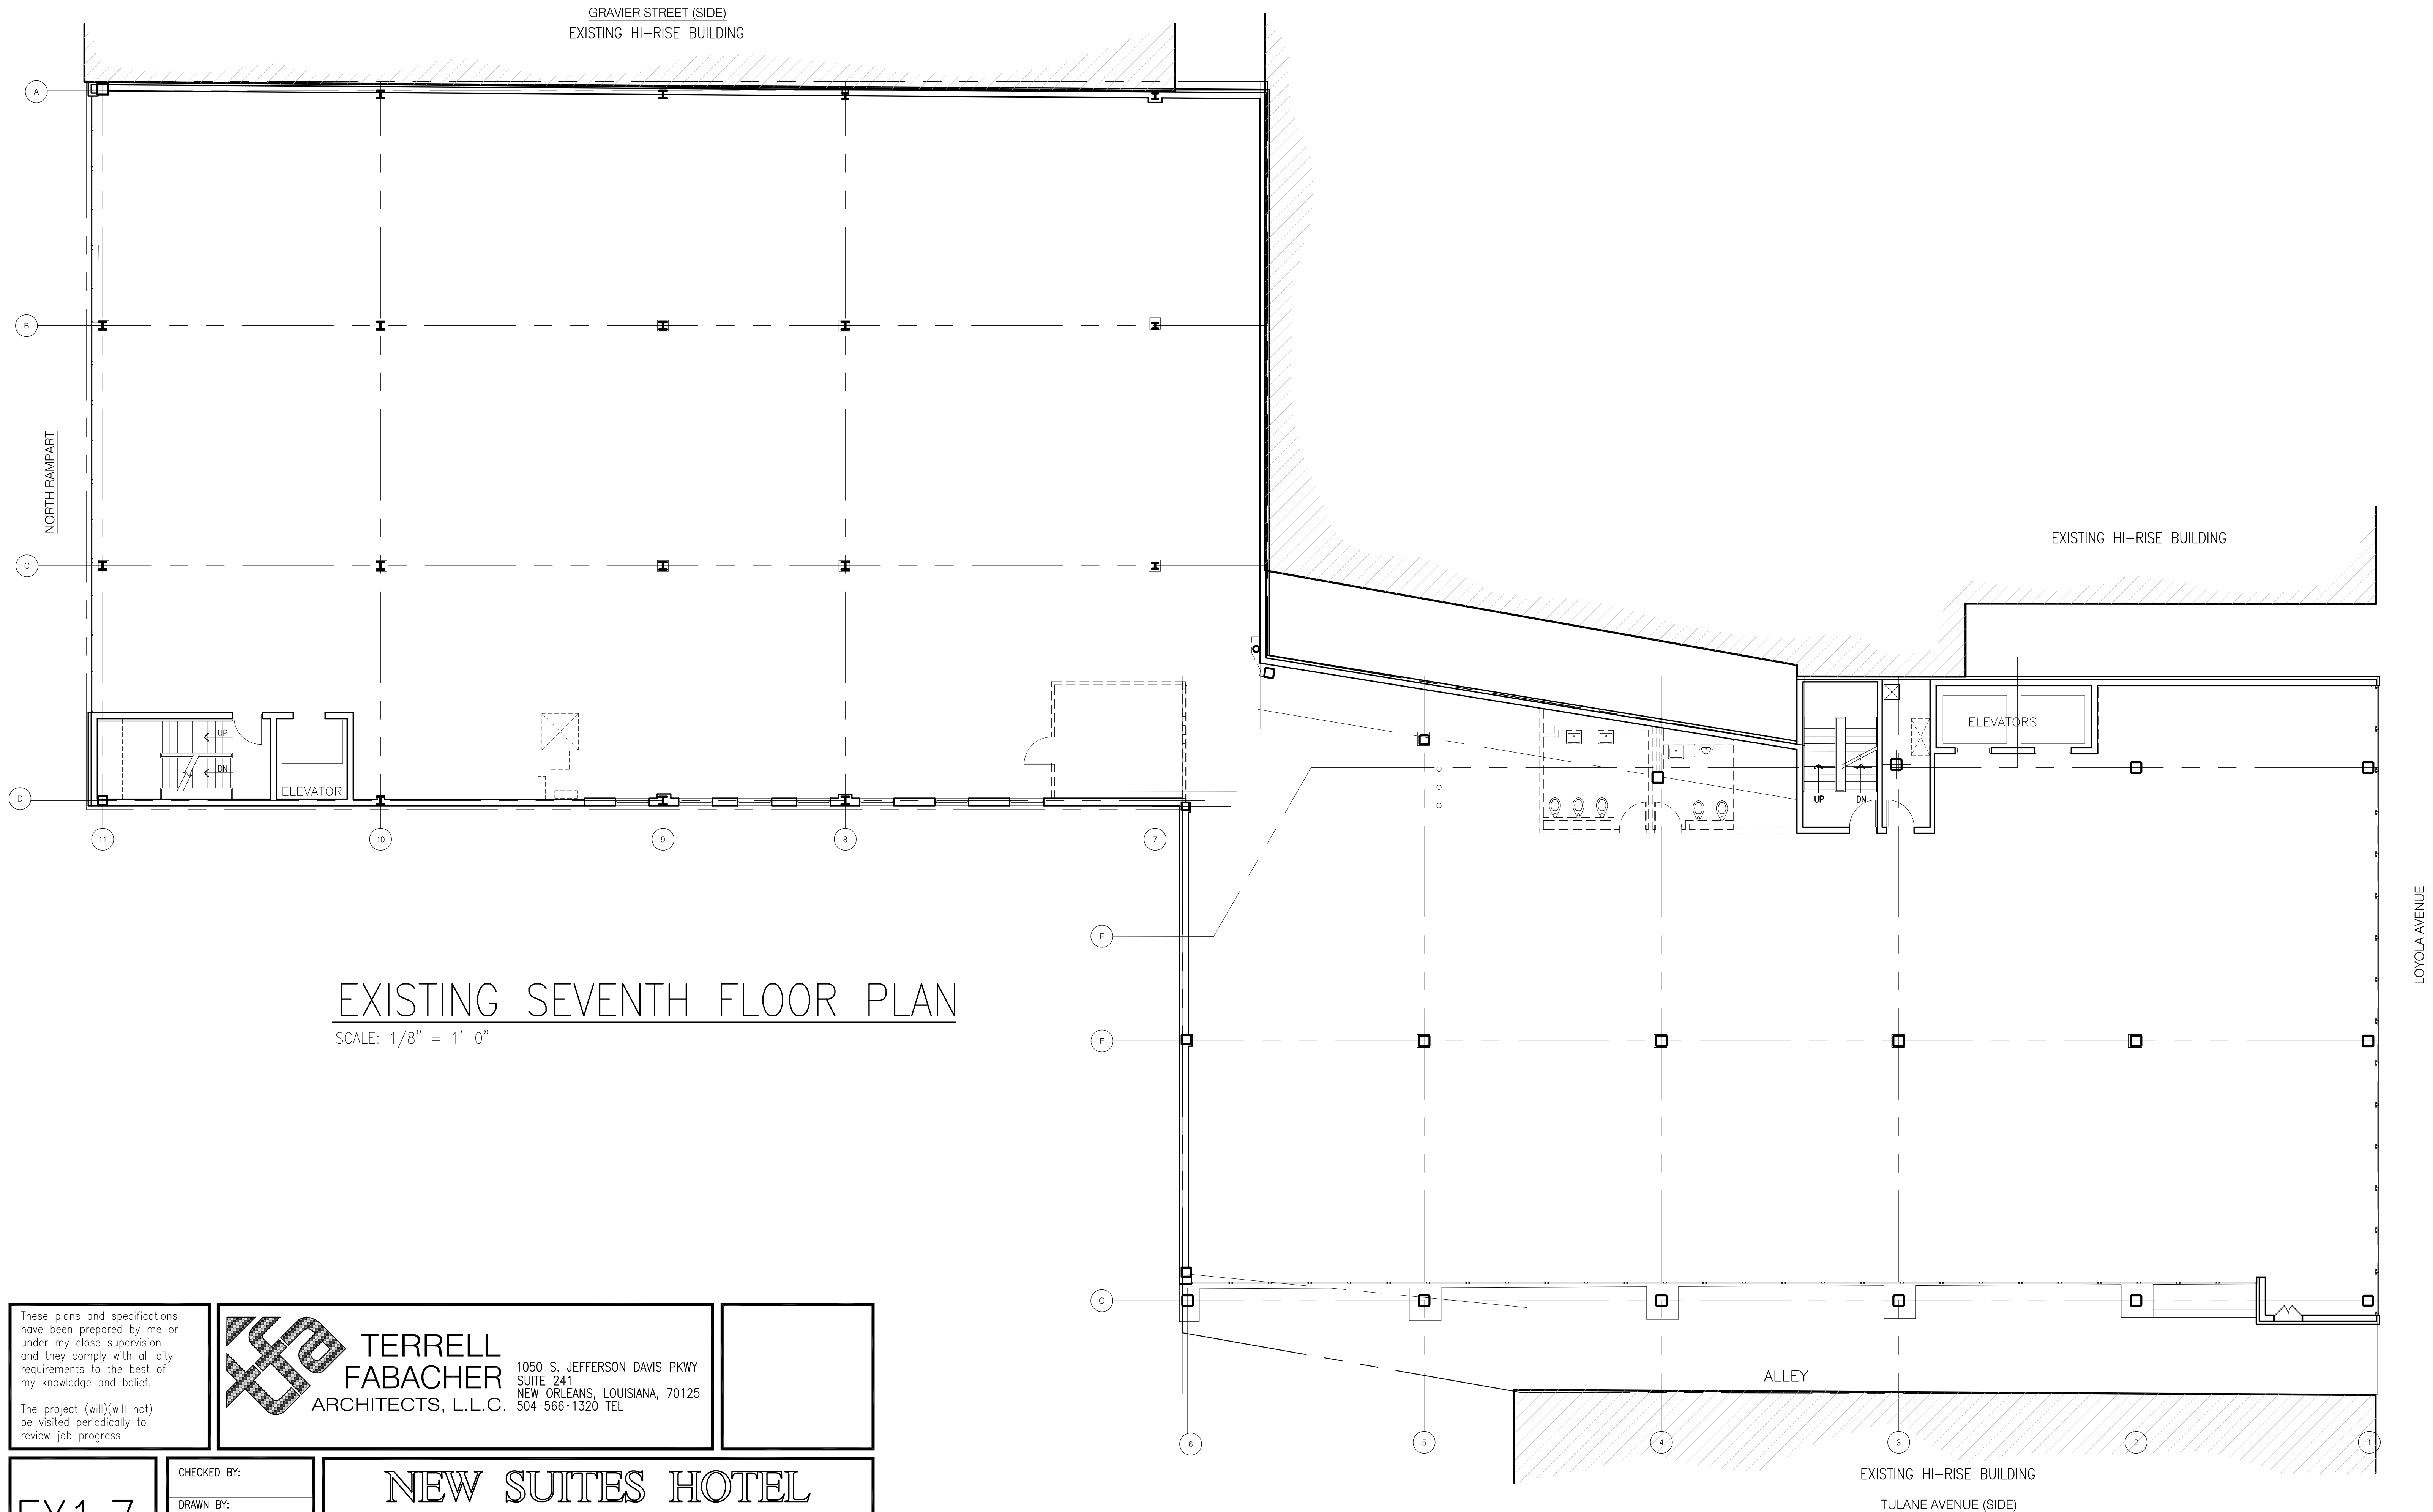 GRAVIER STREET (SIDE)
EXISTING HI-RISE BUILDING
A
B
NORTH RAMPART
EXISTING HI-RISE BUILDING
C
UP
DN
ELEVATOR
ELEVATORS
UP
DN
D
11
10
9
8
7
LOYOLA AVENUE
E
EXISTING SEVENTH FLOOR PLAN
SCALE: 1/8" = 1'-0"
F
G
ALLEY
6
5
4
3
2
1
EXISTING HI-RISE BUILDING
TULANE AVENUE (SIDE)
These plans and specifications
have been prepared by me or
under my close supervision
and they comply with all city
requirements to the best of
my knowledge and belief.
The project (will)(will not)
be visited periodically to
review job progress
tfa
TERRELL
FABACHER
ARCHITECTS, L.L.C.
1050 S. JEFFERSON DAVIS PKWY
SUITE 241
NEW ORLEANS, LOUISIANA, 70125
504·566·1320 TEL
CHECKED BY:
DRAWN BY:
NEW SUITES HOTEL